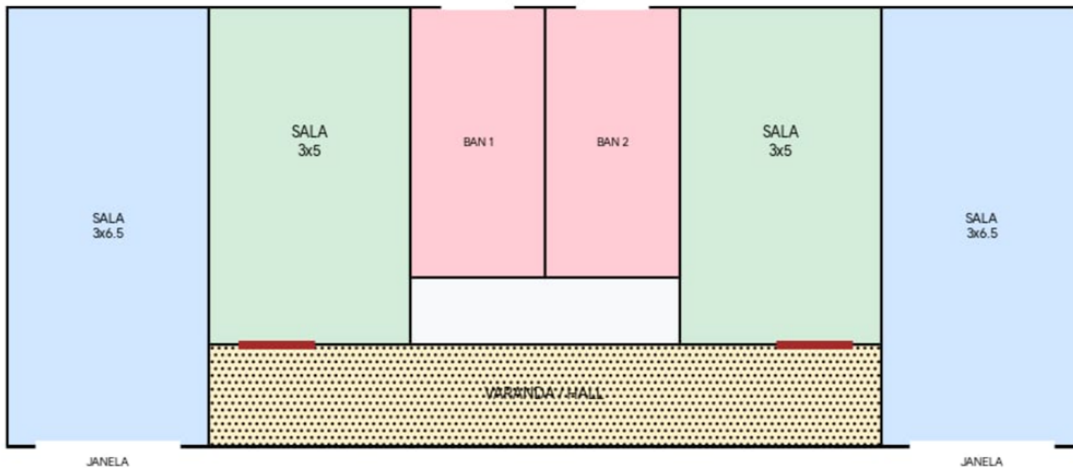 SALA
3x6.5
SALA
3x5
BAN 1
BAN 2
SALA
3x5
SALA
3x6.5
VARANDA / HALL
JANELA
JANELA